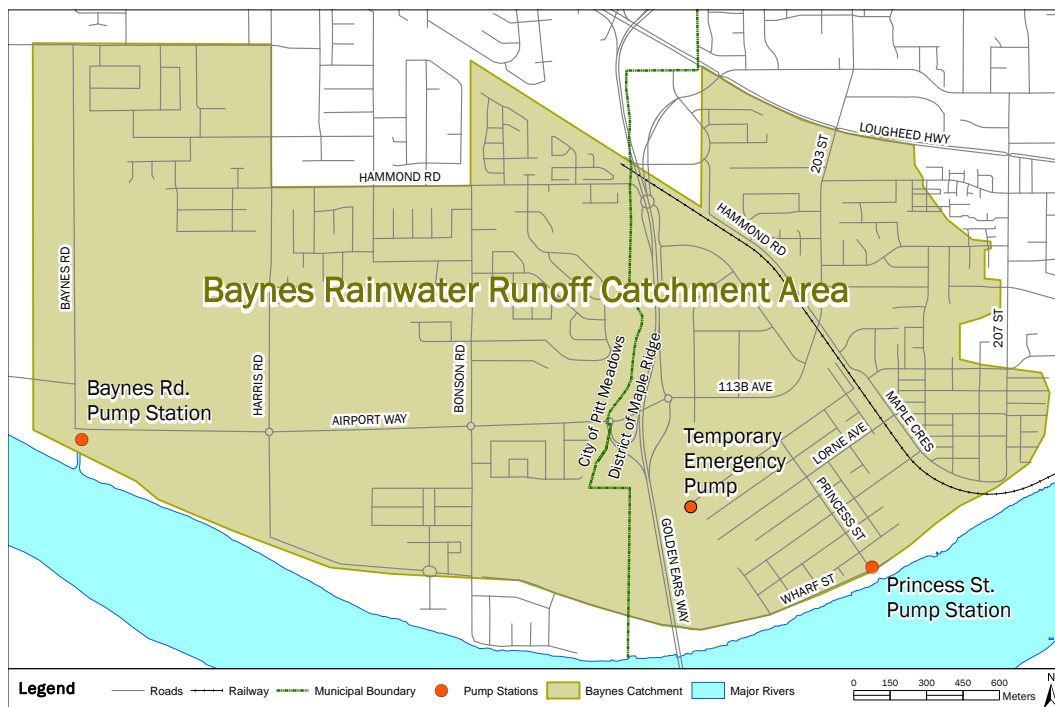 LOUGHEED HWY
203 ST
HAMMOND RD
HAMMOND RD
BAYNES RD
Baynes Rainwater Runoff Catchment Area
207 ST
HARRIS RD
BONSON RD
City of Pitt Meadows
District of Maple Ridge
Baynes Rd.
Pump Station
113B AVE
AIRPORT WAY
MAPLE CRES
LORNE AVE
Temporary
Emergency
Pump
PRINCESS ST
GOLDEN EARS WAY
WHARF ST
Princess St.
Pump Station
Legend
Roads
Railway
Municipal Boundary
Pump Stations
Baynes Catchment
Major Rivers
0 150 300 450 600
Meters
N